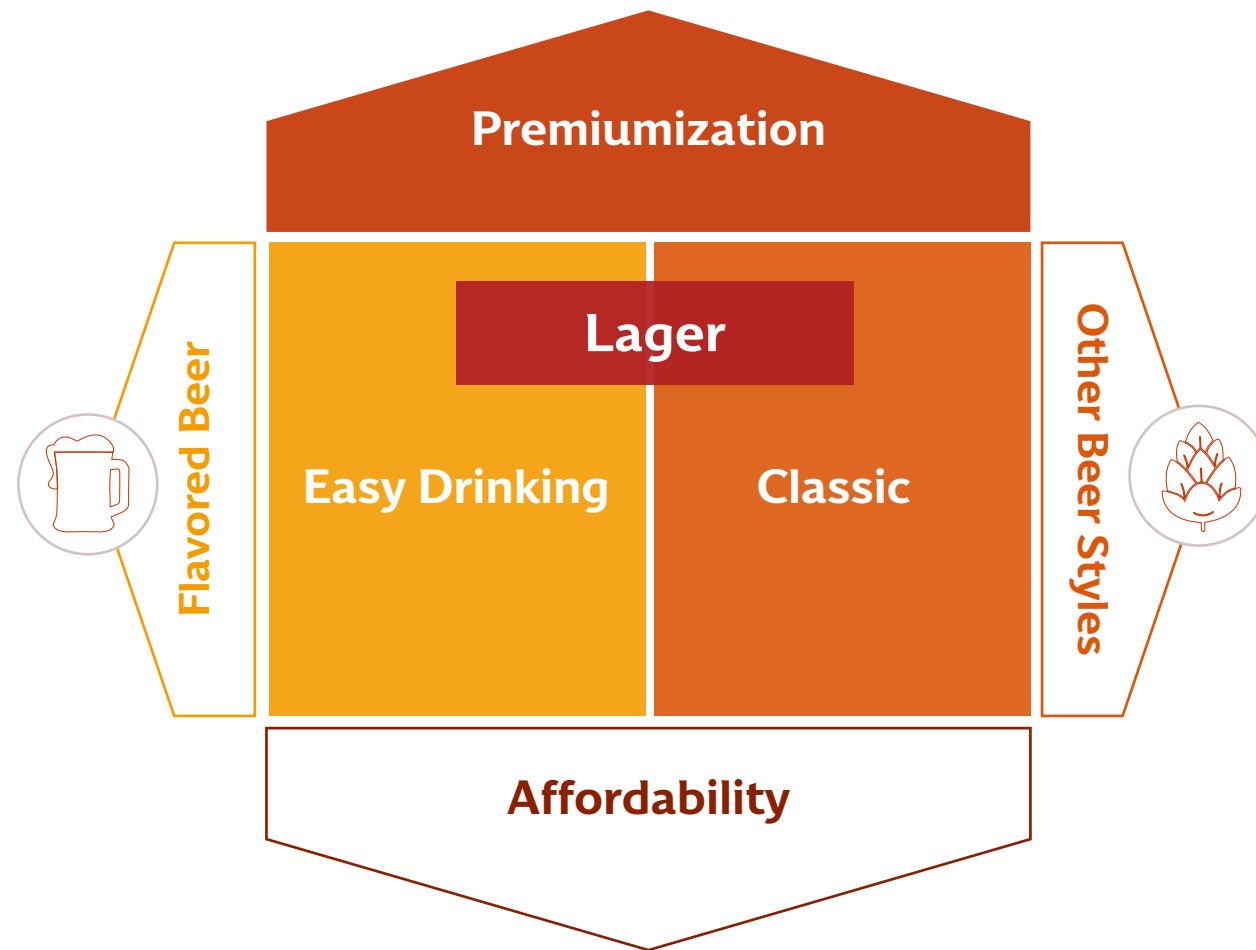 Premiumization
Flavored Beer
Lager
Easy Drinking
Classic
Other Beer Styles
Affordability